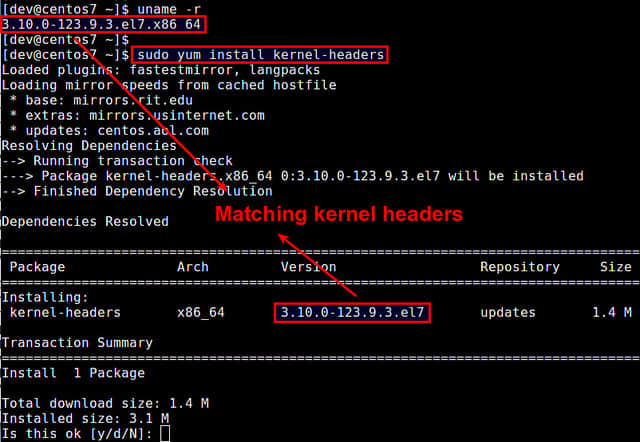 [dev@centos7 ~]$ uname -r
3.10.0-123.9.3.el7.x86_64
[dev@centos7 ~]$
[dev@centos7 ~]$ sudo yum install kernel-headers
Loaded plugins: fastestmirror, langpacks
Loading mirror speeds from cached hostfile
 * base: mirrors.rit.edu
 * extras: mirrors.usinternet.com
 * updates: centos.aol.com
Resolving Dependencies
--> Running transaction check
---> Package kernel-headers.x86_64 0:3.10.0-123.9.3.el7 will be installed
--> Finished Dependency Resolution
Matching kernel headers
Dependencies Resolved
================================================================================
Package Arch Version Repository Size
================================================================================
Installing:
kernel-headers x86_64 3.10.0-123.9.3.el7 updates 1.4 M
Transaction Summary
================================================================================
Install 1 Package
Total download size: 1.4 M
Installed size: 3.1 M
Is this ok [y/d/N]: